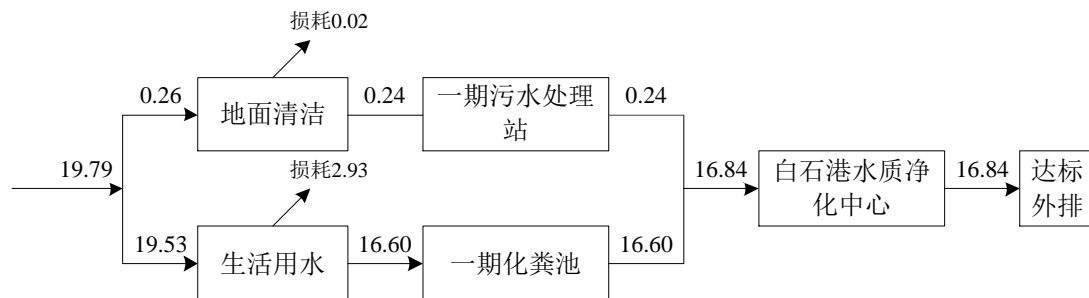 损耗0.02
0.26
地面清洁
0.24
一期污水处理
站
0.24
19.79
损耗2.93
16.84
白石港水质净
化中心
16.84
达标
外排
19.53
生活用水
16.60
一期化粪池
16.60